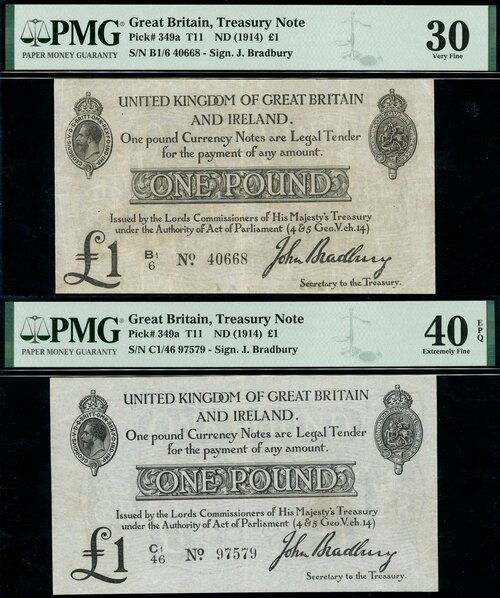 PMG
PAPER MONEY GUARANTY
Great Britain, Treasury Note
Pick# 349a T11 ND (1914) £1
S/N B1/6 40668 - Sign. J. Bradbury
30
Very Fine
UNITED KINGDOM OF GREAT BRITAIN
AND IRELAND.
One pound Currency Notes are Legal Tender
for the payment of any amount.
ONE POUND
Issued by the Lords Commissioners of His Majesty's Treasury
under the Authority of Act of Parliament (4 & 5 Geo.V.ch.14)
£1 B1/6 No 40668 John Bradbury
Secretary to the Treasury.
PMG
PAPER MONEY GUARANTY
Great Britain, Treasury Note
Pick# 349a T11 ND (1914) £1
S/N C1/46 97579 - Sign. J. Bradbury
40 EPQ
Extremely Fine
UNITED KINGDOM OF GREAT BRITAIN
AND IRELAND.
One pound Currency Notes are Legal Tender
for the payment of any amount.
ONE POUND
Issued by the Lords Commissioners of His Majesty's Treasury
under the Authority of Act of Parliament (4 & 5 Geo.V.ch.14)
£1 C1/46 No 97579 John Bradbury
Secretary to the Treasury.